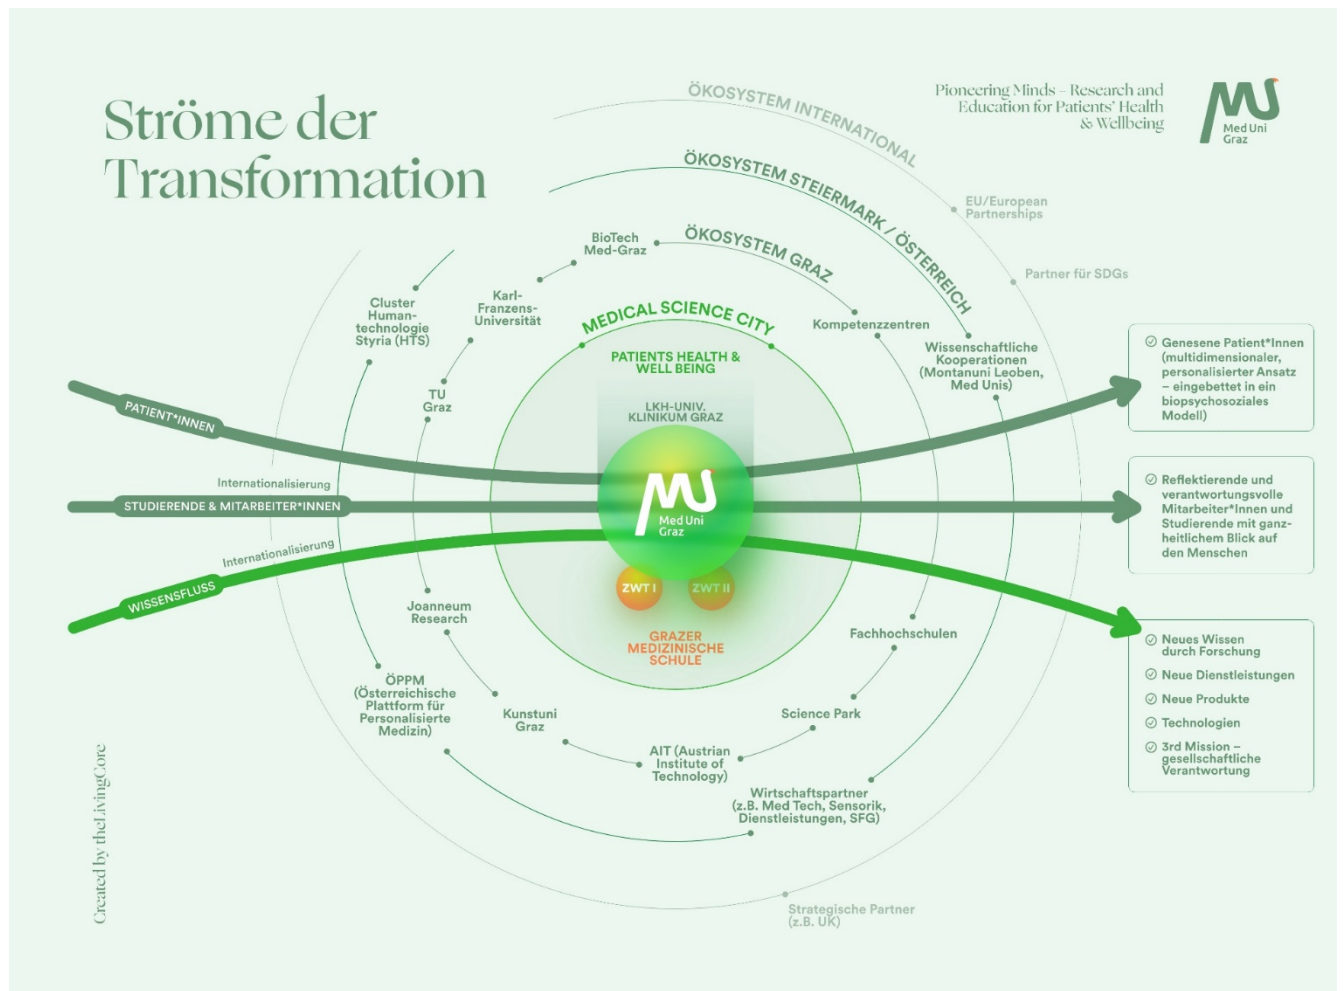 Ströme der
Transformation
Pioneering Minds – Research and
Education for Patients' Health
& Wellbeing
Med Uni
Graz
ÖKOSYSTEM INTERNATIONAL
ÖKOSYSTEM STEIERMARK / ÖSTERREICH
ÖKOSYSTEM GRAZ
MEDICAL SCIENCE CITY
EU/European
Partnerships
Partner für SDGs
BioTech
Med-Graz
Karl-
Franzens-
Universität
Cluster
Human-
technologie
Styria (HTS)
TU
Graz
Kompetenzzentren
Wissenschaftliche
Kooperationen
(Montanuni Leoben,
Med Unis)
PATIENTS HEALTH &
WELL BEING
LKH-UNIV.
KLINIKUM GRAZ
Med Uni
Graz
ZWT I
ZWT II
GRAZER
MEDIZINISCHE
SCHULE
PATIENT*INNEN
Internationalisierung
STUDIERENDE & MITARBEITER*INNEN
Internationalisierung
WISSENSFLUSS
Genesene Patient*Innen
(multidimensionaler,
personalisierter Ansatz
– eingebettet in ein
biopsychosoziales
Modell)
Reflektierende und
verantwortungsvolle
Mitarbeiter*Innen und
Studierende mit ganz-
heitlichem Blick auf
den Menschen
Neues Wissen
durch Forschung
Neue Dienstleistungen
Neue Produkte
Technologien
3rd Mission –
gesellschaftliche
Verantwortung
Joanneum
Research
Fachhochschulen
ÖPPM
(Österreichische
Plattform für
Personalisierte
Medizin)
Kunstuni
Graz
Science Park
AIT (Austrian
Institute of
Technology)
Wirtschaftspartner
(z.B. Med Tech, Sensorik,
Dienstleistungen, SFG)
Strategische Partner
(z.B. UK)
Created by theLivingCore